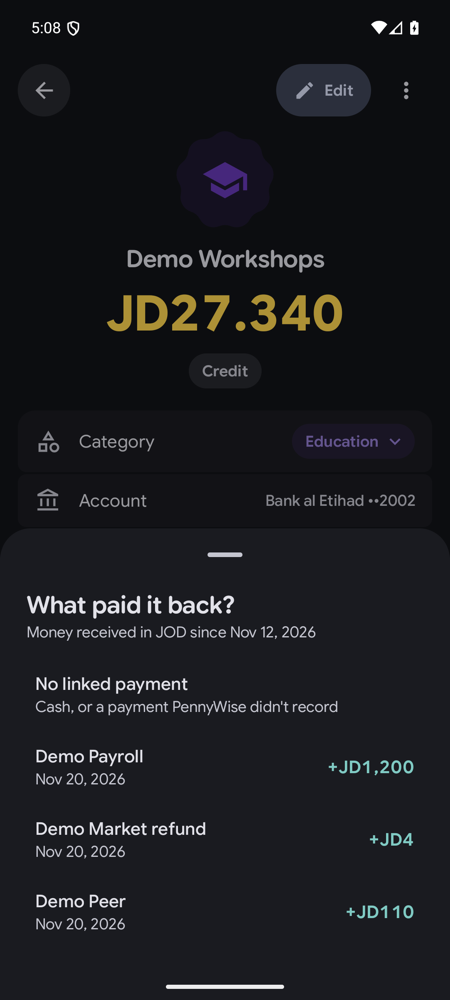 5:08
Edit
Demo Workshops
JD27.340
Credit
Category
Education
Account
Bank al Etihad ••2002
What paid it back?
Money received in JOD since Nov 12, 2026
No linked payment
Cash, or a payment PennyWise didn't record
Demo Payroll
+JD1,200
Nov 20, 2026
Demo Market refund
+JD4
Nov 20, 2026
Demo Peer
+JD110
Nov 20, 2026